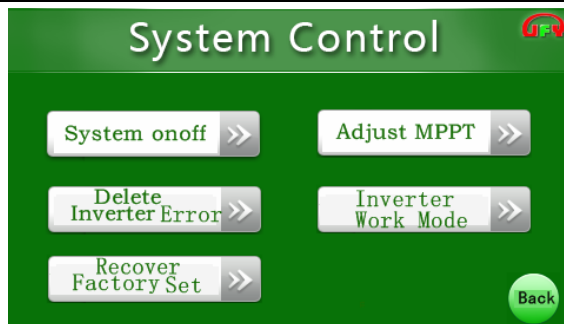 System Control
System onoff
Adjust MPPT
Delete
Inverter Error
Inverter
Work Mode
Recover
Factory Set
Back